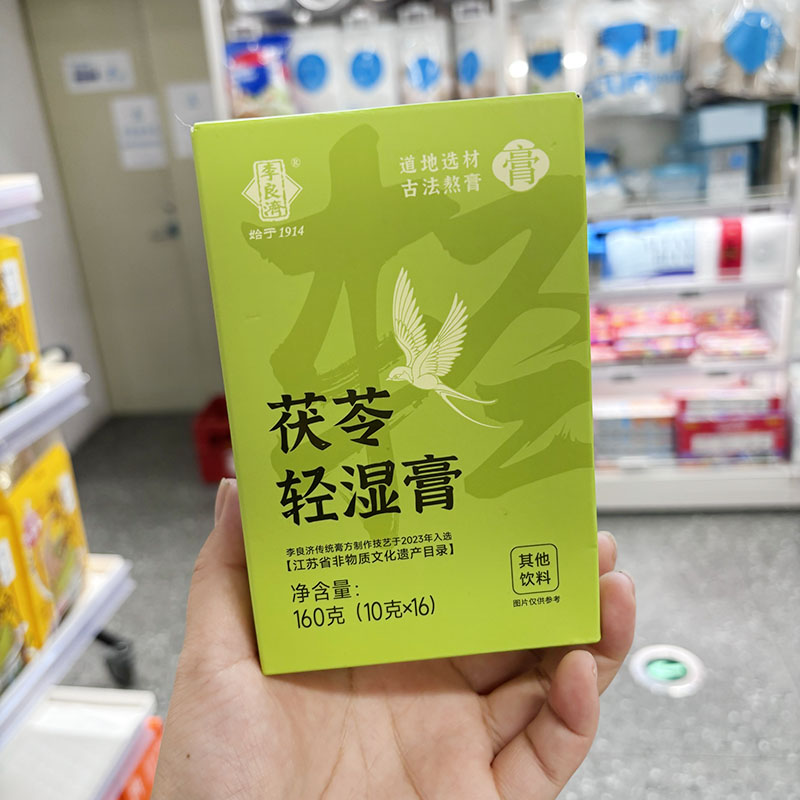 李良济®
始于1914
道地选材
古法熬膏
膏
轻
茯苓
轻湿膏
李良济传统膏方制作技艺于2023年入选
【江苏省非物质文化遗产目录】
净含量：
160克（10克×16）
其他
饮料
图片仅供参考